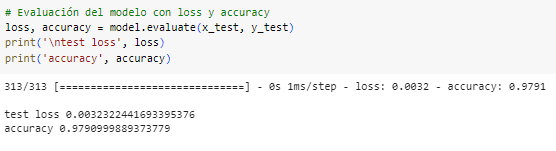 # Evaluación del modelo con loss y accuracy
loss, accuracy = model.evaluate(x_test, y_test)
print('\ntest loss', loss)
print('accuracy', accuracy)
313/313 [==============================] - 0s 1ms/step - loss: 0.0032 - accuracy: 0.9791
test loss 0.0032322441693395376
accuracy 0.9790999889373779